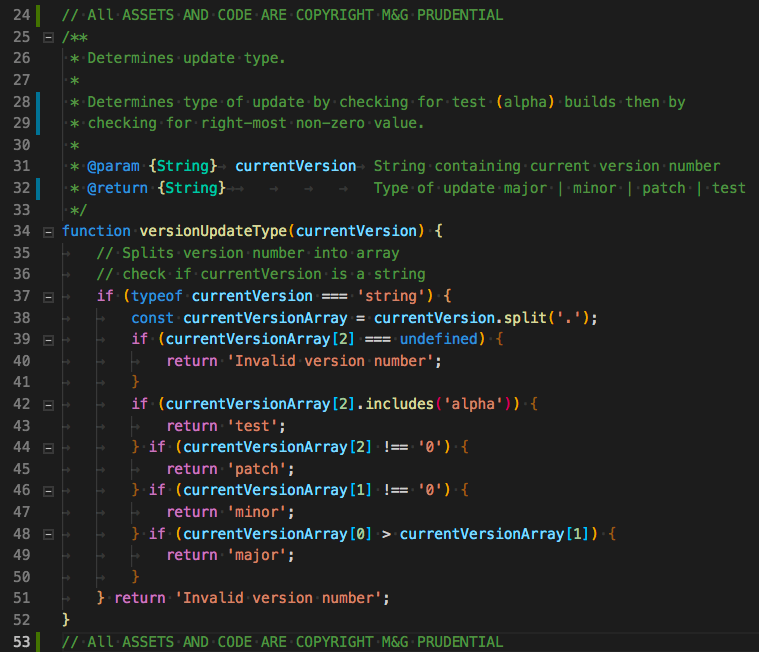 24 // All ASSETS AND CODE ARE COPYRIGHT M&G PRUDENTIAL
25 /**
26  * Determines update type.
27  *
28  * Determines type of update by checking for test (alpha) builds then by
29  * checking for right-most non-zero value.
30  *
31  * @param {String} currentVersion String containing current version number
32  * @return {String} Type of update major | minor | patch | test
33  */
34 function versionUpdateType(currentVersion) {
35     // Splits version number into array
36     // check if currentVersion is a string
37     if (typeof currentVersion === 'string') {
38         const currentVersionArray = currentVersion.split('.');
39         if (currentVersionArray[2] === undefined) {
40             return 'Invalid version number';
41         }
42         if (currentVersionArray[2].includes('alpha')) {
43             return 'test';
44         } if (currentVersionArray[2] !== '0') {
45             return 'patch';
46         } if (currentVersionArray[1] !== '0') {
47             return 'minor';
48         } if (currentVersionArray[0] > currentVersionArray[1]) {
49             return 'major';
50         }
51     } return 'Invalid version number';
52 }
53 // All ASSETS AND CODE ARE COPYRIGHT M&G PRUDENTIAL